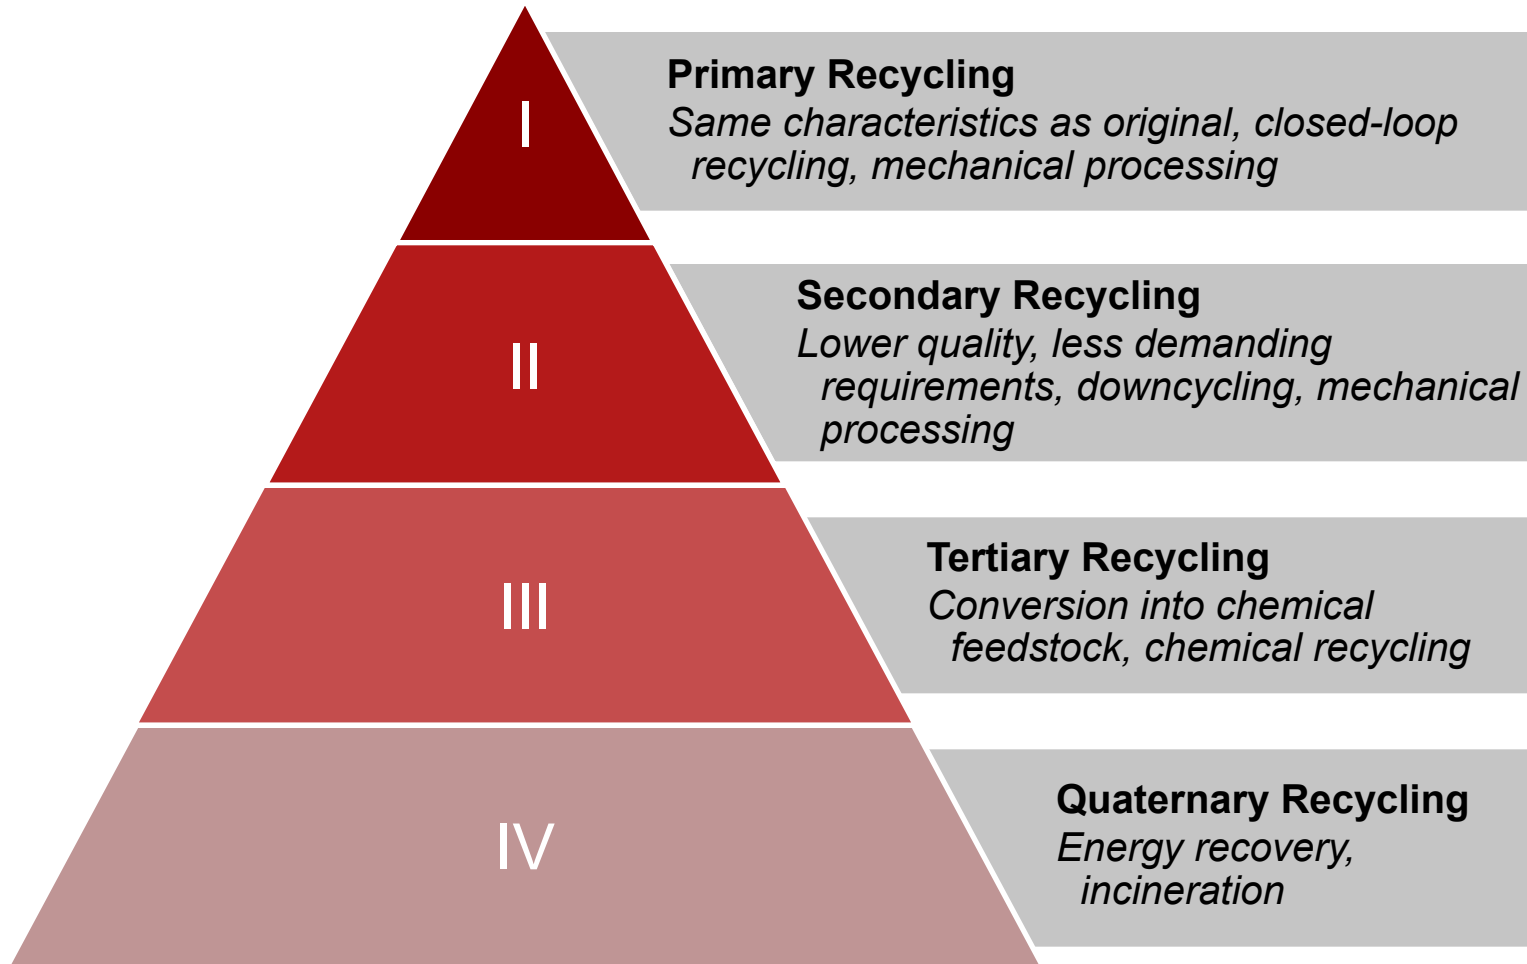 I
Primary Recycling
Same characteristics as original, closed-loop
recycling, mechanical processing
II
Secondary Recycling
Lower quality, less demanding
requirements, downcycling, mechanical
processing
III
Tertiary Recycling
Conversion into chemical
feedstock, chemical recycling
IV
Quaternary Recycling
Energy recovery,
incineration